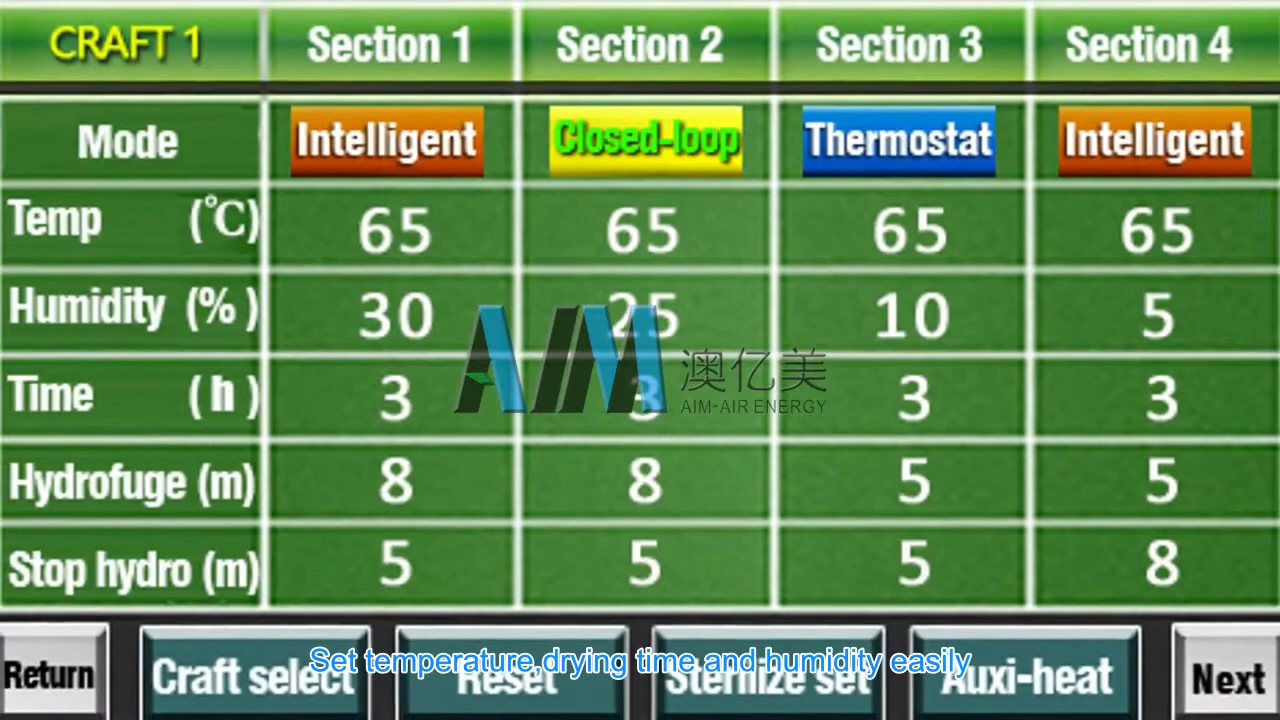 CRAFT 1 Section 1 Section 2 Section 3 Section 4
Mode Intelligent Closed-loop Thermostat Intelligent
Temp (℃) 65 65 65 65
Humidity (% ) 30 25 10 5
Time ( h ) 3 3 3 3
AIM 澳亿美
AIM-AIR ENERGY
Hydrofuge (m) 8 8 5 5
Stop hydro (m) 5 5 5 8
Set temperature,drying time and humidity easily
Return Craft select Reset Sterilize set Auxi-heat Next